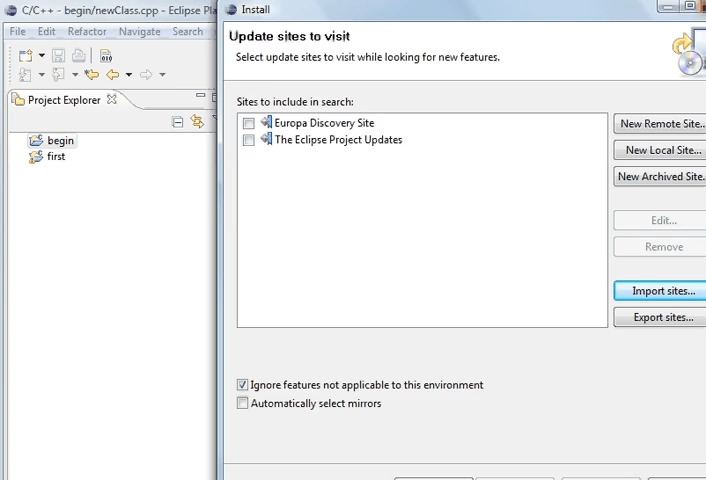 C/C++ - begin/newClass.cpp - Eclipse Pla
File Edit Refactor Navigate Search
Project Explorer
begin
first
Install
Update sites to visit
Select update sites to visit while looking for new features.
Sites to include in search:
Europa Discovery Site
The Eclipse Project Updates
New Remote Site...
New Local Site...
New Archived Site.
Edit...
Remove
Import sites...
Export sites...
Ignore features not applicable to this environment
Automatically select mirrors